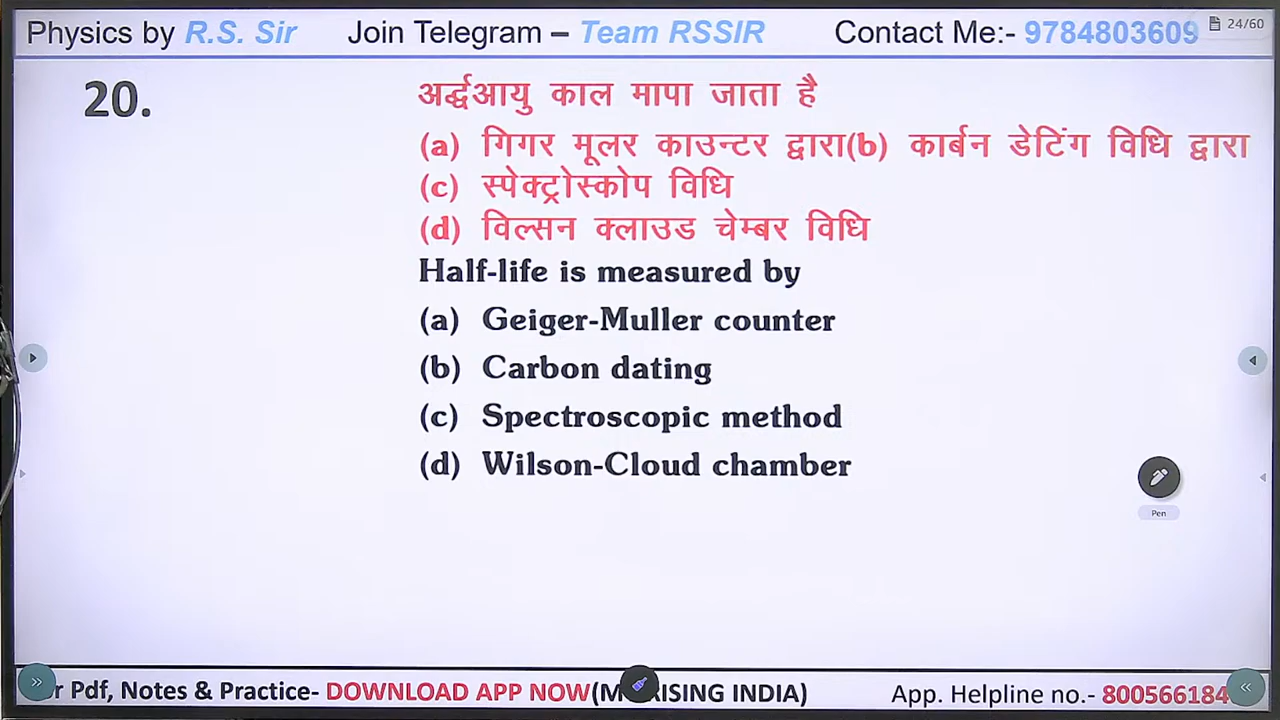 Physics by R.S. Sir Join Telegram – Team RSSIR Contact Me:- 9784803609 24/60
20.
अर्द्धआयु काल मापा जाता है
(a) गिगर मूलर काउन्टर द्वारा(b) कार्बन डेटिंग विधि द्वारा
(c) स्पेक्ट्रोस्कोप विधि
(d) विल्सन क्लाउड चेम्बर विधि
Half-life is measured by
(a) Geiger-Muller counter
(b) Carbon dating
(c) Spectroscopic method
(d) Wilson-Cloud chamber
Pen
Pdf, Notes & Practice- DOWNLOAD APP NOW RISING INDIA) App. Helpline no.-